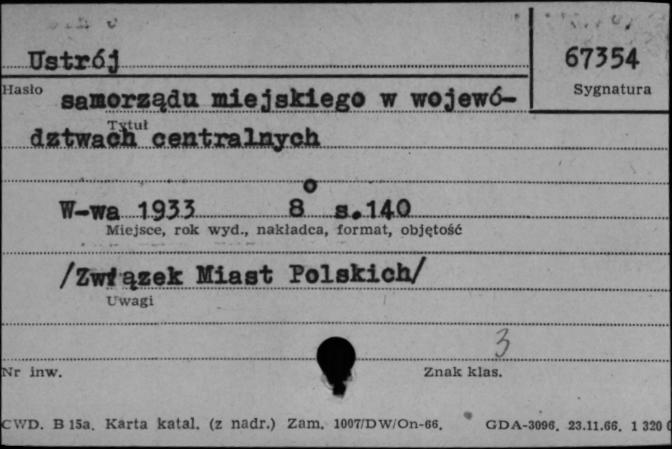 Ustrój
67354
Hasło
Sygnatura
samorządu miejskiego w wojewó-
Tytuł
dztwach centralnych
W-wa 1933 8o s.140
Miejsce, rok wyd., nakładca, format, objętość
/Związek Miast Polskich/
Uwagi
3
Nr inw.
Znak klas.
CWD. B 15a. Karta katal. (z nadr.) Zam. 1007/DW/On-66. GDA-3096. 23.11.66. 1 320 0